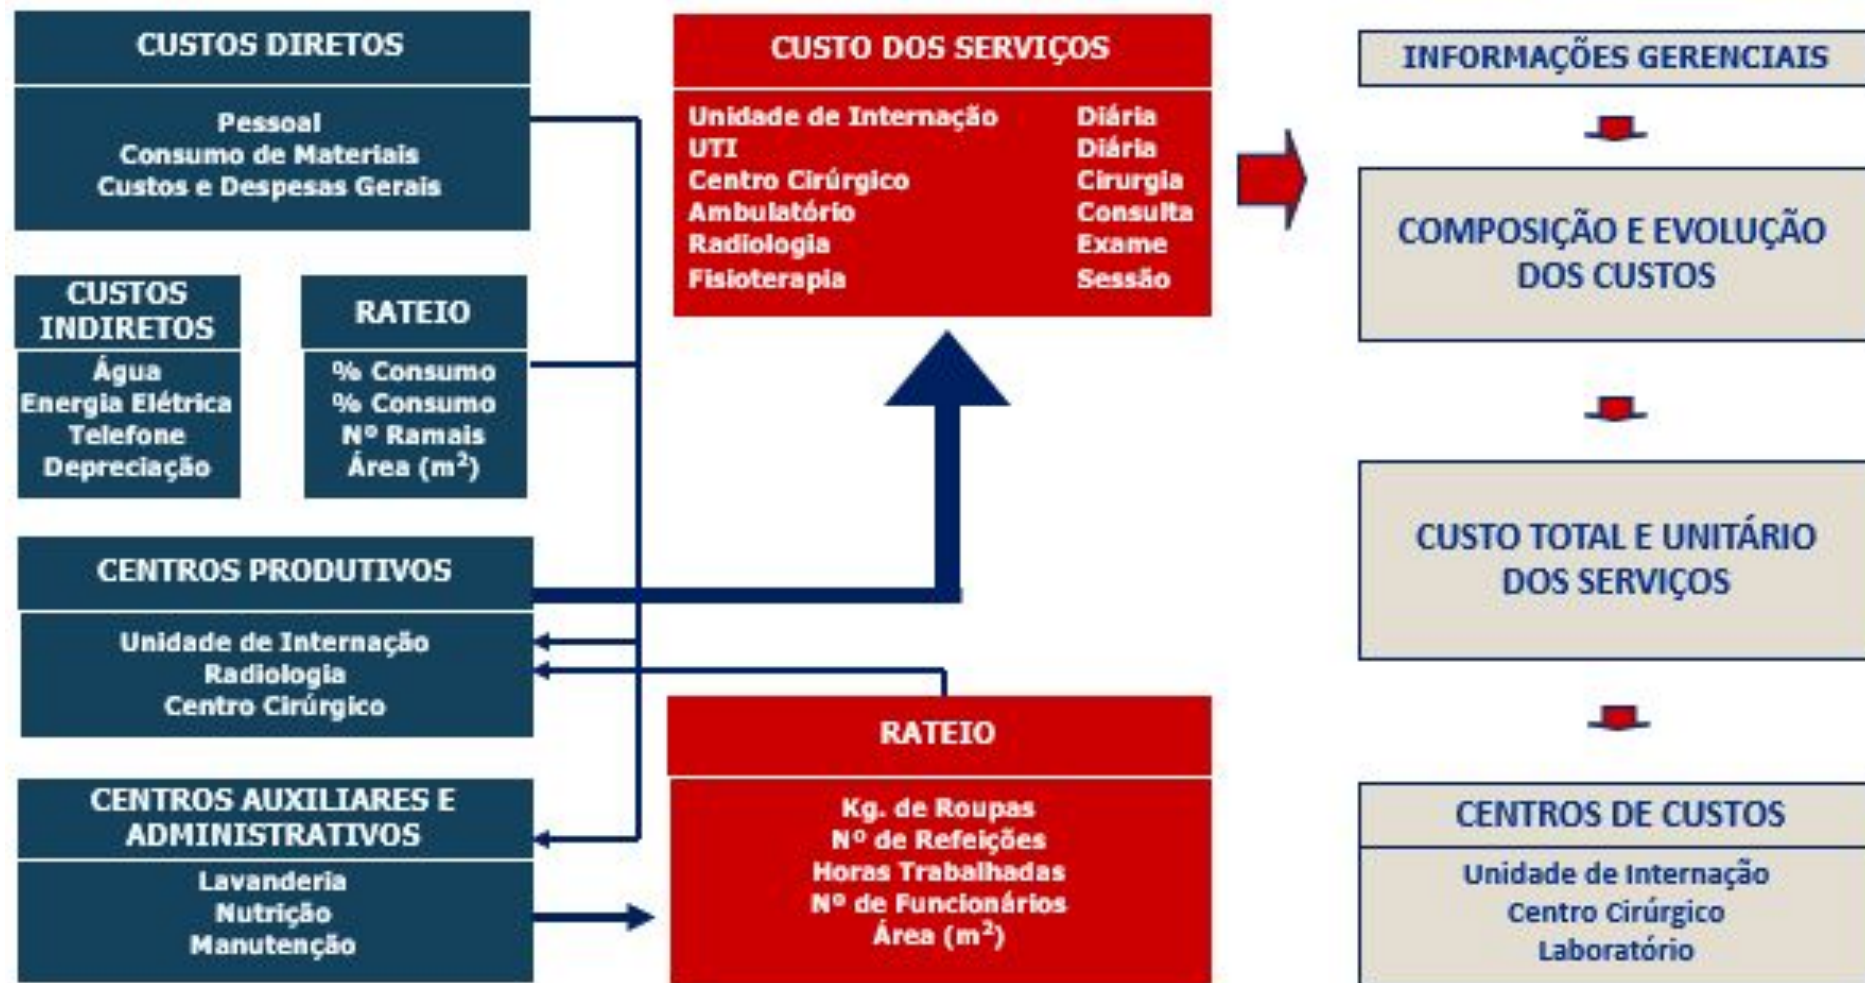 CUSTOS DIRETOS
Pessoal
Consumo de Materiais
Custos e Despesas Gerais
CUSTOS
INDIRETOS
Água
Energia Elétrica
Telefone
Depreciação
RATEIO
% Consumo
% Consumo
Nº Ramais
Área (m²)
CENTROS PRODUTIVOS
Unidade de Internação
Radiologia
Centro Cirúrgico
CENTROS AUXILIARES E
ADMINISTRATIVOS
Lavanderia
Nutrição
Manutenção
CUSTO DOS SERVIÇOS
Unidade de Internação Diária
UTI Diária
Centro Cirúrgico Cirurgia
Ambulatório Consulta
Radiologia Exame
Fisioterapia Sessão
RATEIO
Kg. de Roupas
Nº de Refeições
Horas Trabalhadas
Nº de Funcionários
Área (m²)
INFORMAÇÕES GERENCIAIS
COMPOSIÇÃO E EVOLUÇÃO
DOS CUSTOS
CUSTO TOTAL E UNITÁRIO
DOS SERVIÇOS
CENTROS DE CUSTOS
Unidade de Internação
Centro Cirúrgico
Laboratório